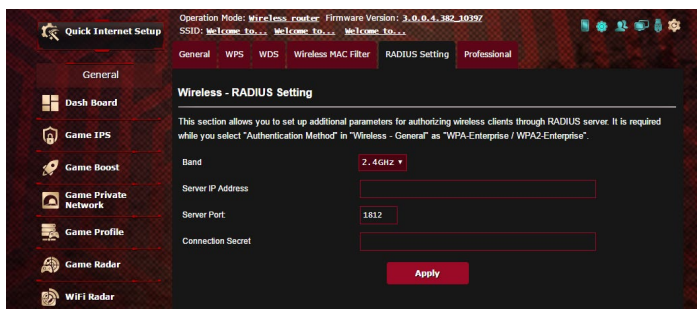 Operation Mode: Wireless router Firmware Version: 3.0.0.4.382_10397
SSID: Welcome to... Welcome to... Welcome to...
Quick Internet Setup
General
Dash Board
Game IPS
Game Boost
Game Private
Network
Game Profile
Game Radar
WiFi Radar
General WPS WDS Wireless MAC Filter RADIUS Setting Professional
Wireless - RADIUS Setting
This section allows you to set up additional parameters for authorizing wireless clients through RADIUS server. It is required
while you select "Authentication Method" in "Wireless - General" as "WPA-Enterprise / WPA2-Enterprise".
Band 2.4GHz
Server IP Address
Server Port: 1812
Connection Secret
Apply